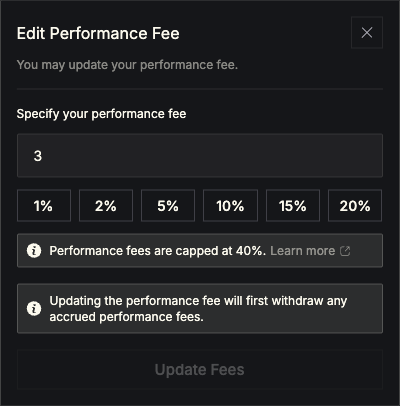 Edit Performance Fee
You may update your performance fee.
Specify your performance fee
3
1% 2% 5% 10% 15% 20%
Performance fees are capped at 40%. Learn more
Updating the performance fee will first withdraw any
accrued performance fees.
Update Fees